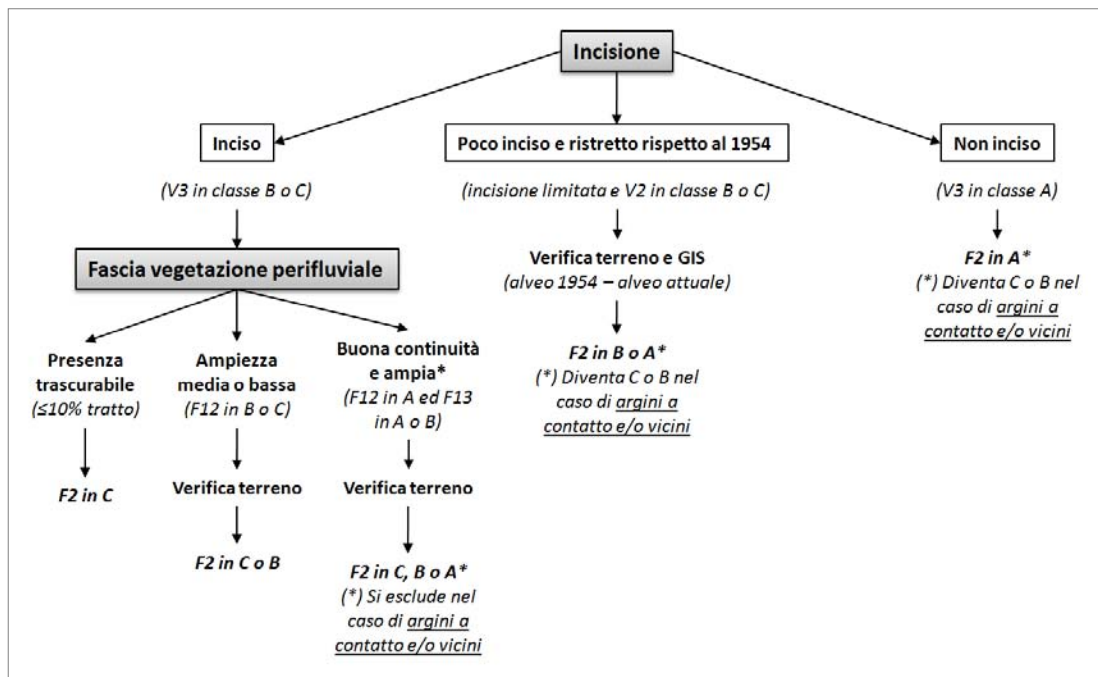 Incisione
Inciso
(V3 in classe B o C)
Poco inciso e ristretto rispetto al 1954
(incisione limitata e V2 in classe B o C)
Non inciso
(V3 in classe A)
Fascia vegetazione perifluviale
Presenza
trascurabile
(≤10% tratto)
F2 in C
Ampiezza
media o bassa
(F12 in B o C)
Verifica terreno
F2 in C o B
Buona continuità
e ampia*
(F12 in A ed F13
in A o B)
Verifica terreno
F2 in C, B o A*
(*) Si esclude nel
caso di argini a
contatto e/o vicini
Verifica terreno e GIS
(alveo 1954 – alveo attuale)
F2 in B o A*
(*) Diventa C o B nel
caso di argini a
contatto e/o vicini
F2 in A*
(*) Diventa C o B nel
caso di argini a
contatto e/o vicini